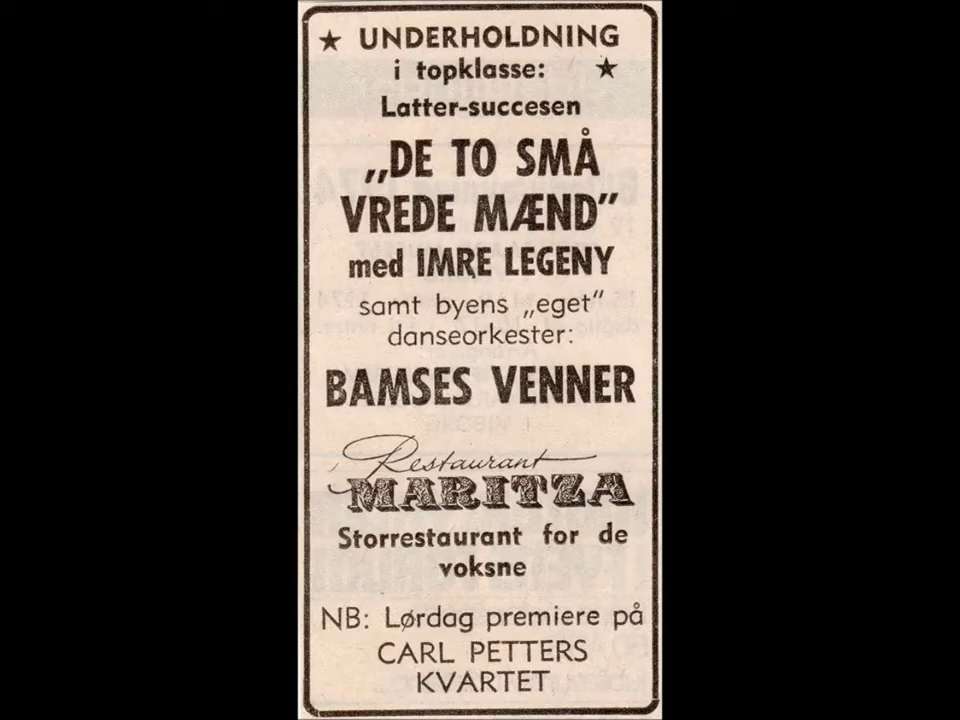 ★ UNDERHOLDNING
i topklasse: ★
Latter-succesen
„DE TO SMÅ
VREDE MÆND”
med IMRE LEGENY
samt byens „eget”
danseorkester:
BAMSES VENNER
Restaurant
MARITZA
Storrestaurant for de
voksne
NB: Lørdag premiere på
CARL PETTERS
KVARTET